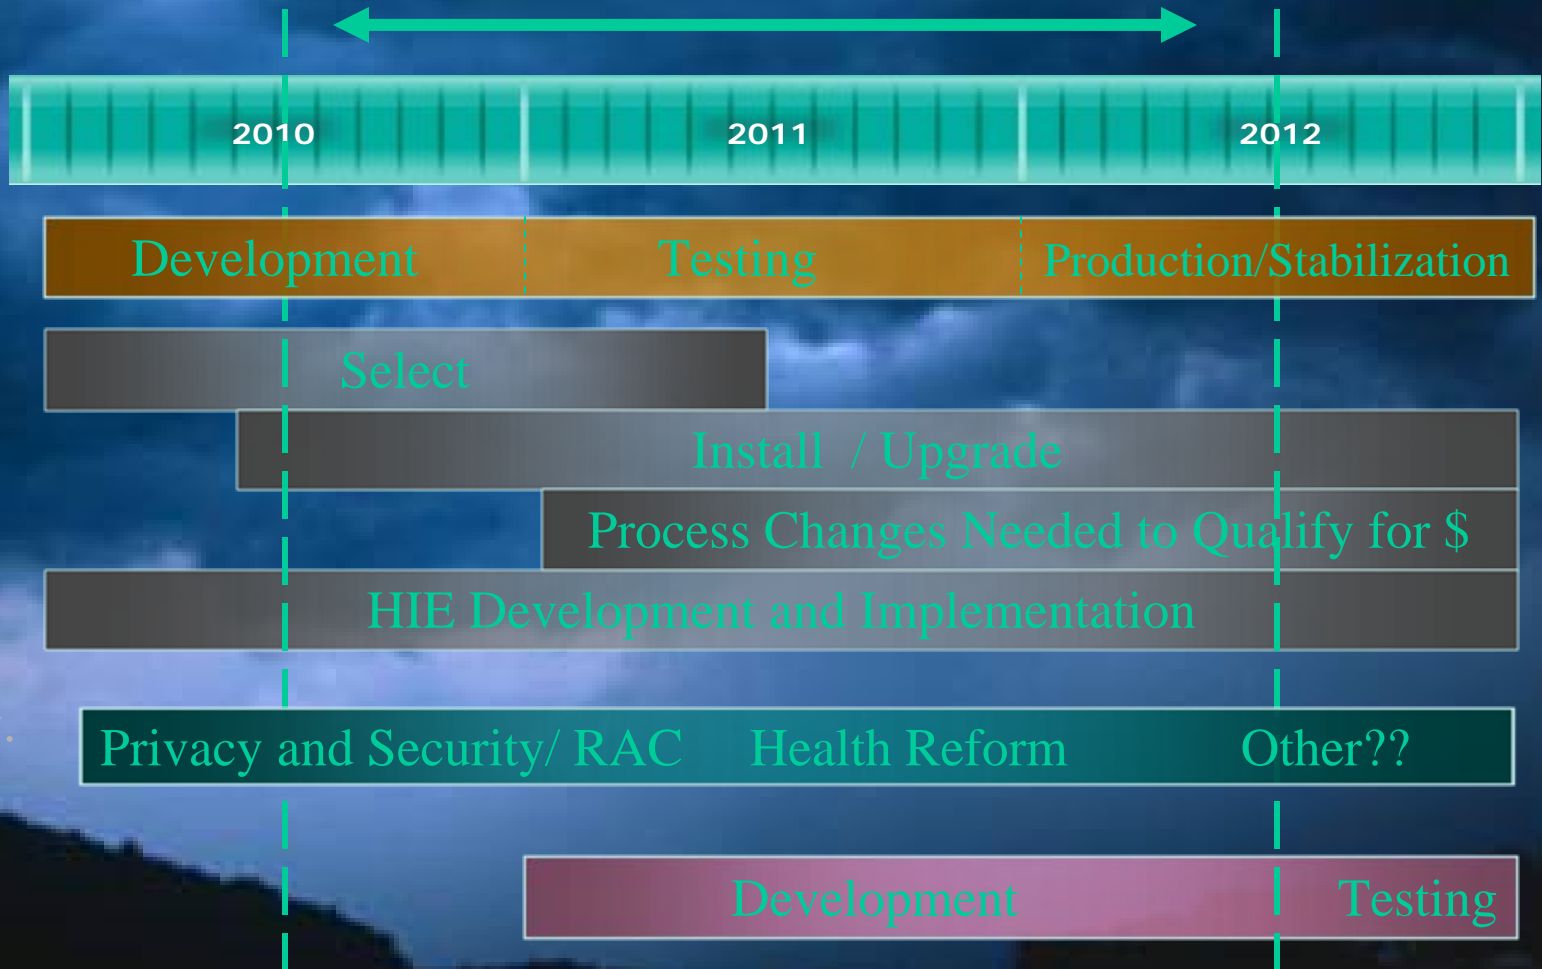 2010 2011 2012
Development Testing Production/Stabilization
Select
Install / Upgrade
Process Changes Needed to Qualify for $
HIE Development and Implementation
Privacy and Security/ RAC Health Reform Other??
Development Testing